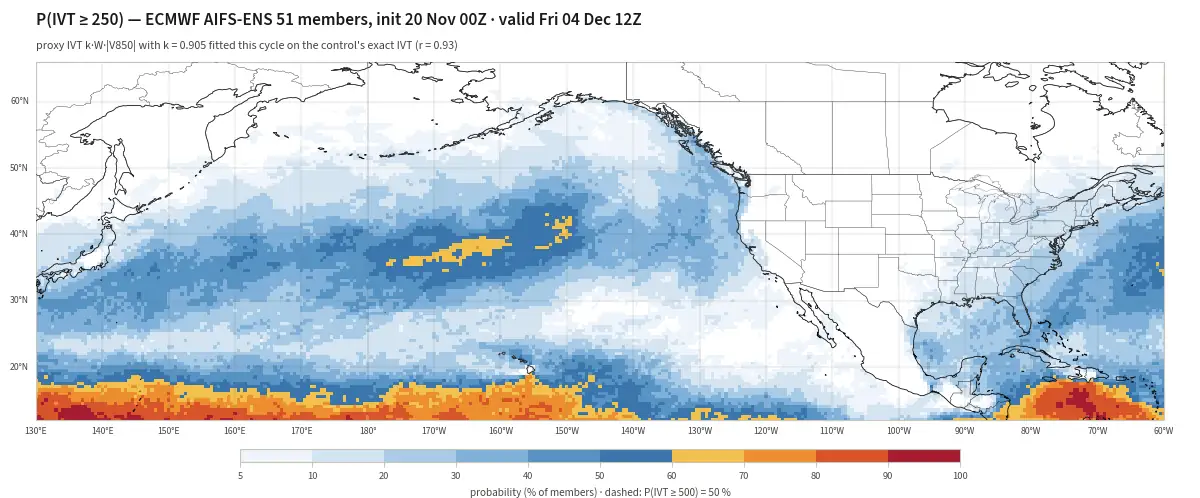 P(IVT ≥ 250) — ECMWF AIFS-ENS 51 members, init 20 Nov 00Z · valid Fri 04 Dec 12Z
proxy IVT k·W·|V850| with k = 0.905 fitted this cycle on the control's exact IVT (r = 0.93)
60°N
50°N
40°N
30°N
20°N
130°E 140°E 150°E 160°E 170°E 180° 170°W 160°W 150°W 140°W 130°W 120°W 110°W 100°W 90°W 80°W 70°W 60°W
5 10 20 30 40 50 60 70 80 90 100
probability (% of members) · dashed: P(IVT ≥ 500) = 50 %